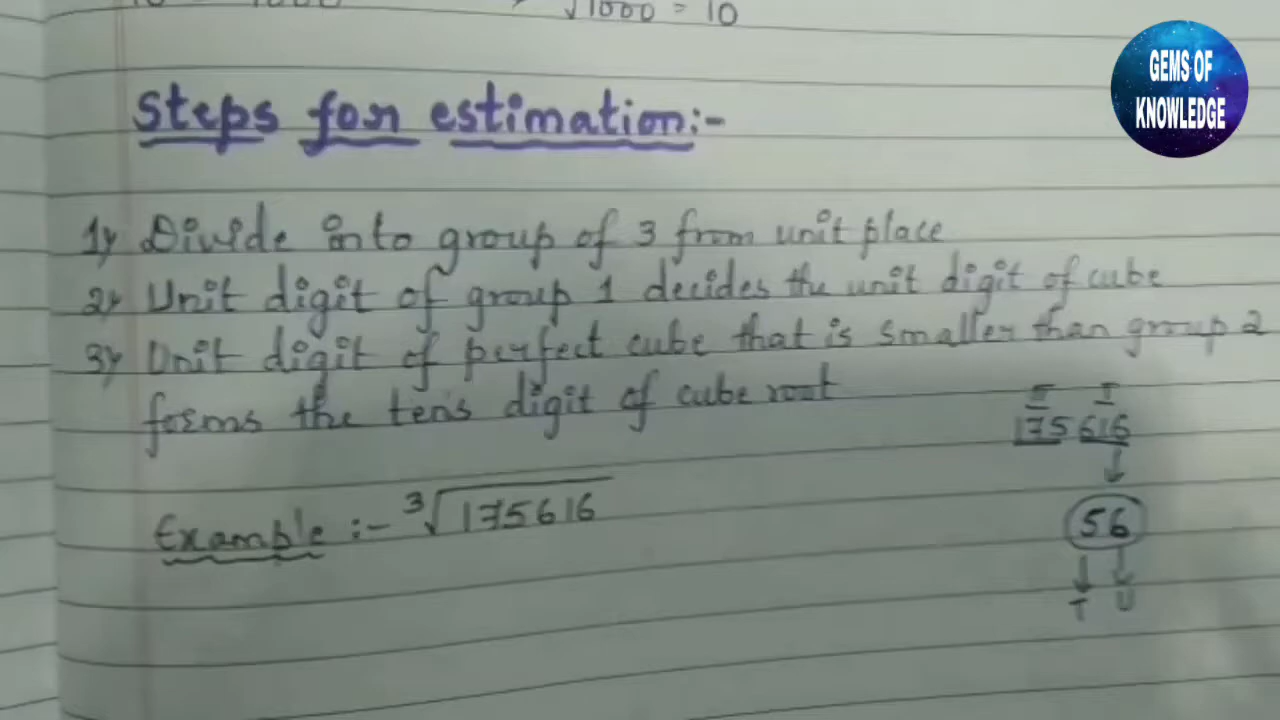 ∛1000 = 10
GEMS OF
KNOWLEDGE
Steps for estimation:-
1) Divide into group of 3 from unit place
2) Unit digit of group 1 decides the unit digit of cube
3) Unit digit of perfect cube that is smaller than group 2
forms the tens digit of cube root
II I
175 616
Example :- ∛175616
56
T U